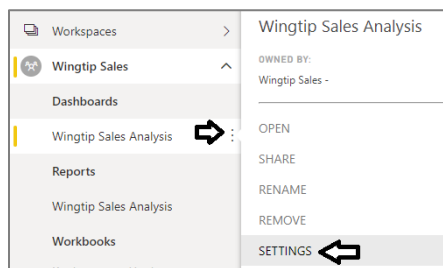 Workspaces
Wingtip Sales
Dashboards
Wingtip Sales Analysis
Reports
Wingtip Sales Analysis
Workbooks
Wingtip Sales Analysis
OWNED BY:
Wingtip Sales -
OPEN
SHARE
RENAME
REMOVE
SETTINGS